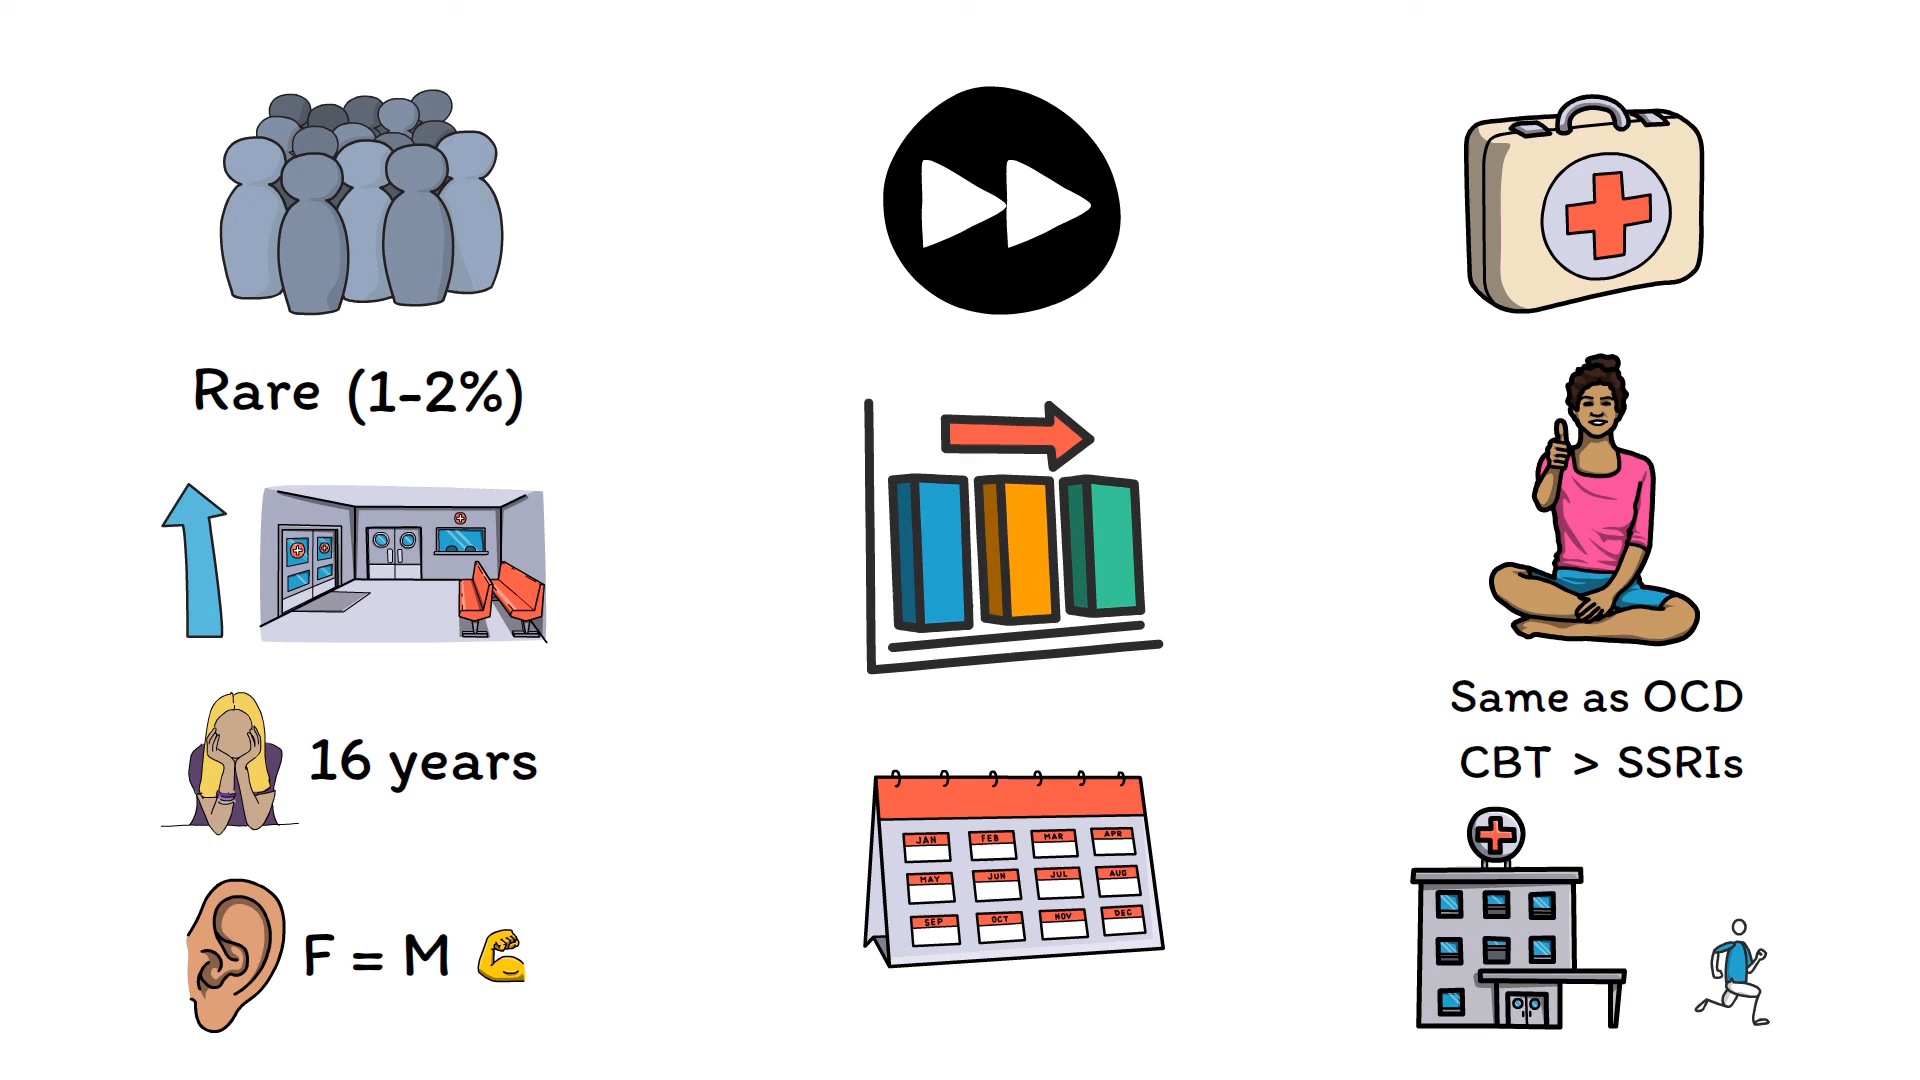 Rare (1-2%)
16 years
F = M
JAN FEB MAR APR
MAY JUN JUL AUG
SEP OCT NOV DEC
Same as OCD
CBT > SSRIs